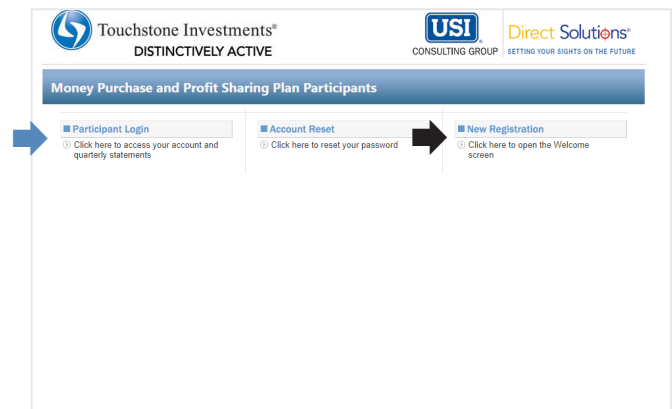 Touchstone Investments®
DISTINCTIVELY ACTIVE
USI
CONSULTING GROUP
Direct Solutions®
SETTING YOUR SIGHTS ON THE FUTURE
Money Purchase and Profit Sharing Plan Participants
Participant Login
Click here to access your account and
quarterly statements
Account Reset
Click here to reset your password
New Registration
Click here to open the Welcome
screen